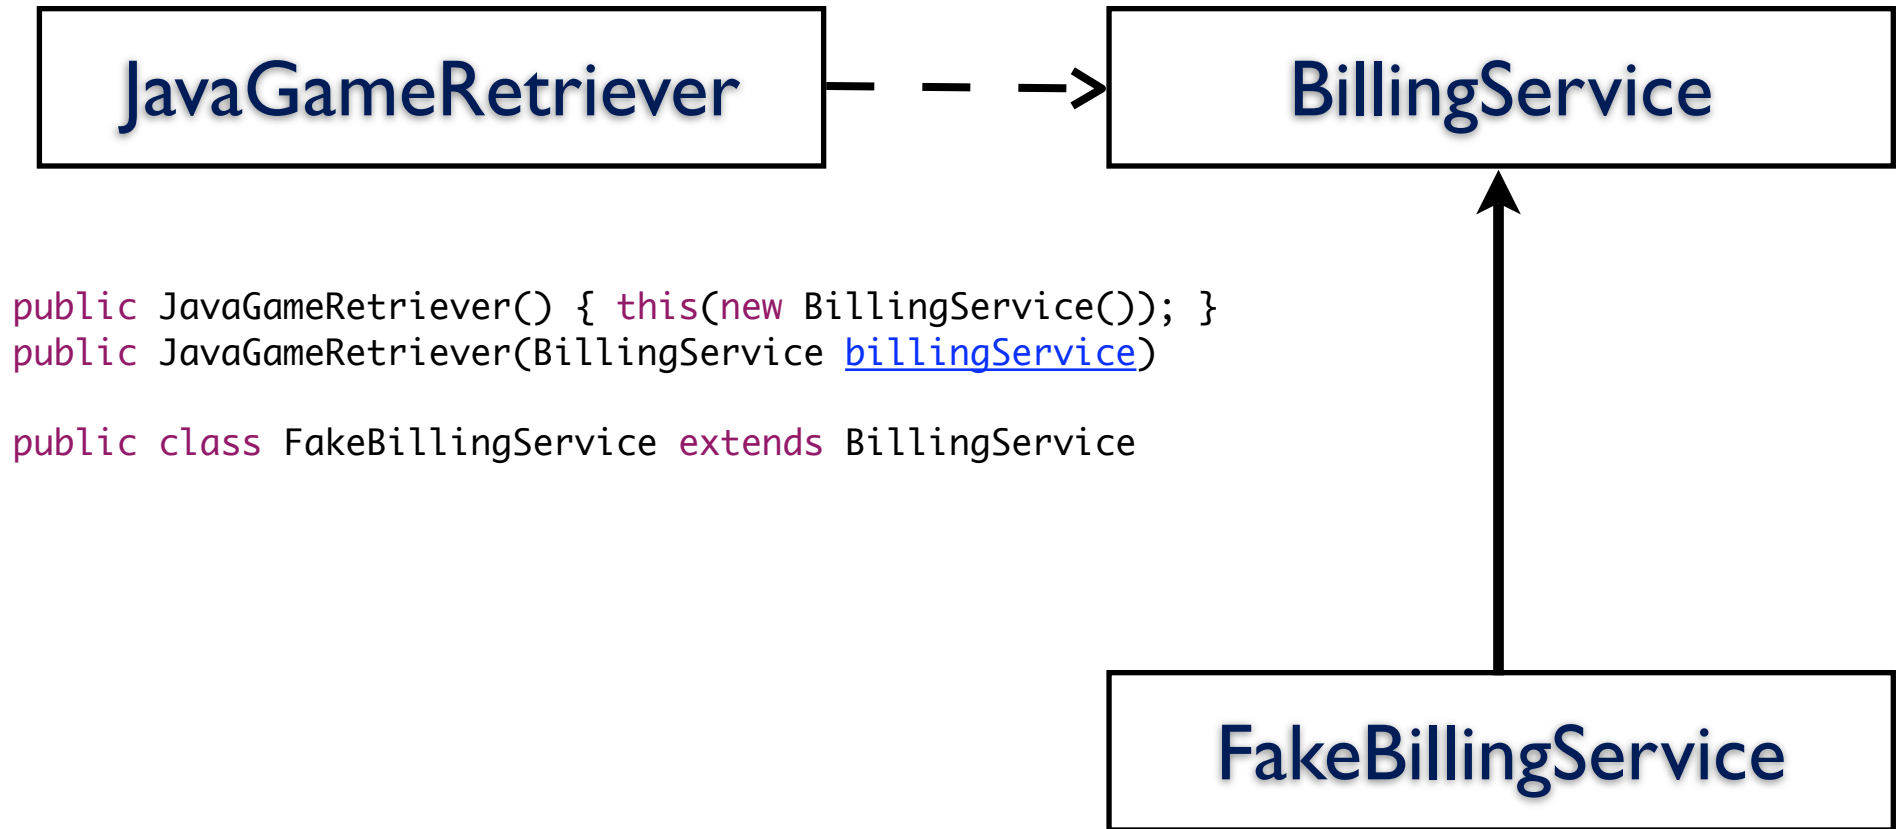 JavaGameRetriever
BillingService
public JavaGameRetriever() { this(new BillingService()); }
public JavaGameRetriever(BillingService billingService)
public class FakeBillingService extends BillingService
FakeBillingService